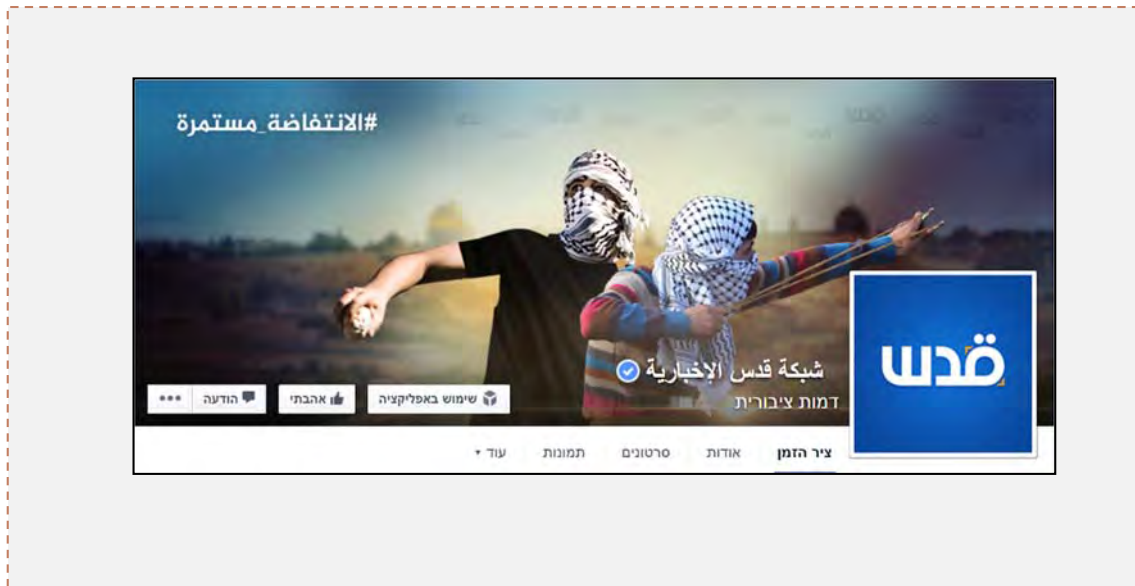 #الانتفاضة_مستمرة
قدس
شبكة قدس الإخبارية
דמות ציבורית
שימוש באפליקציה
אהבתי
הודעה
ציר הזמן אודות סרטונים תמונות עוד